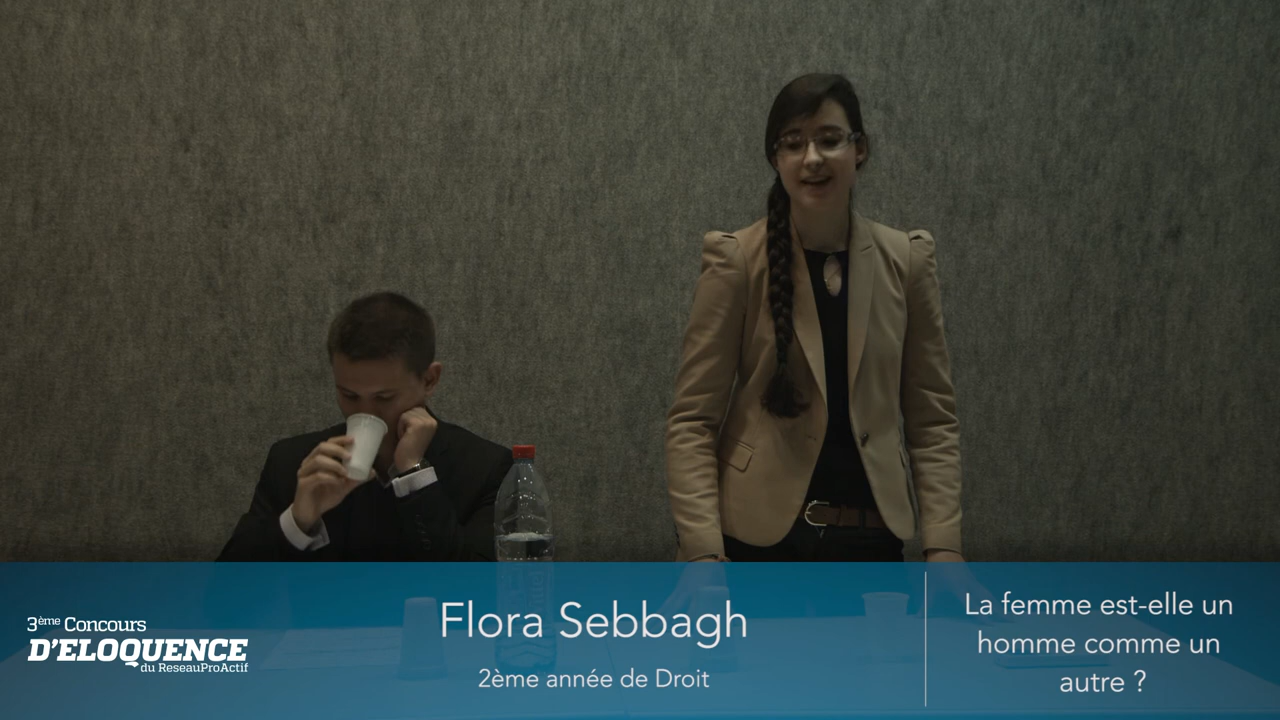 3ème Concours
D'ELOQUENCE
du ReseauProActif
Flora Sebbagh
2ème année de Droit
La femme est-elle un
homme comme un
autre ?